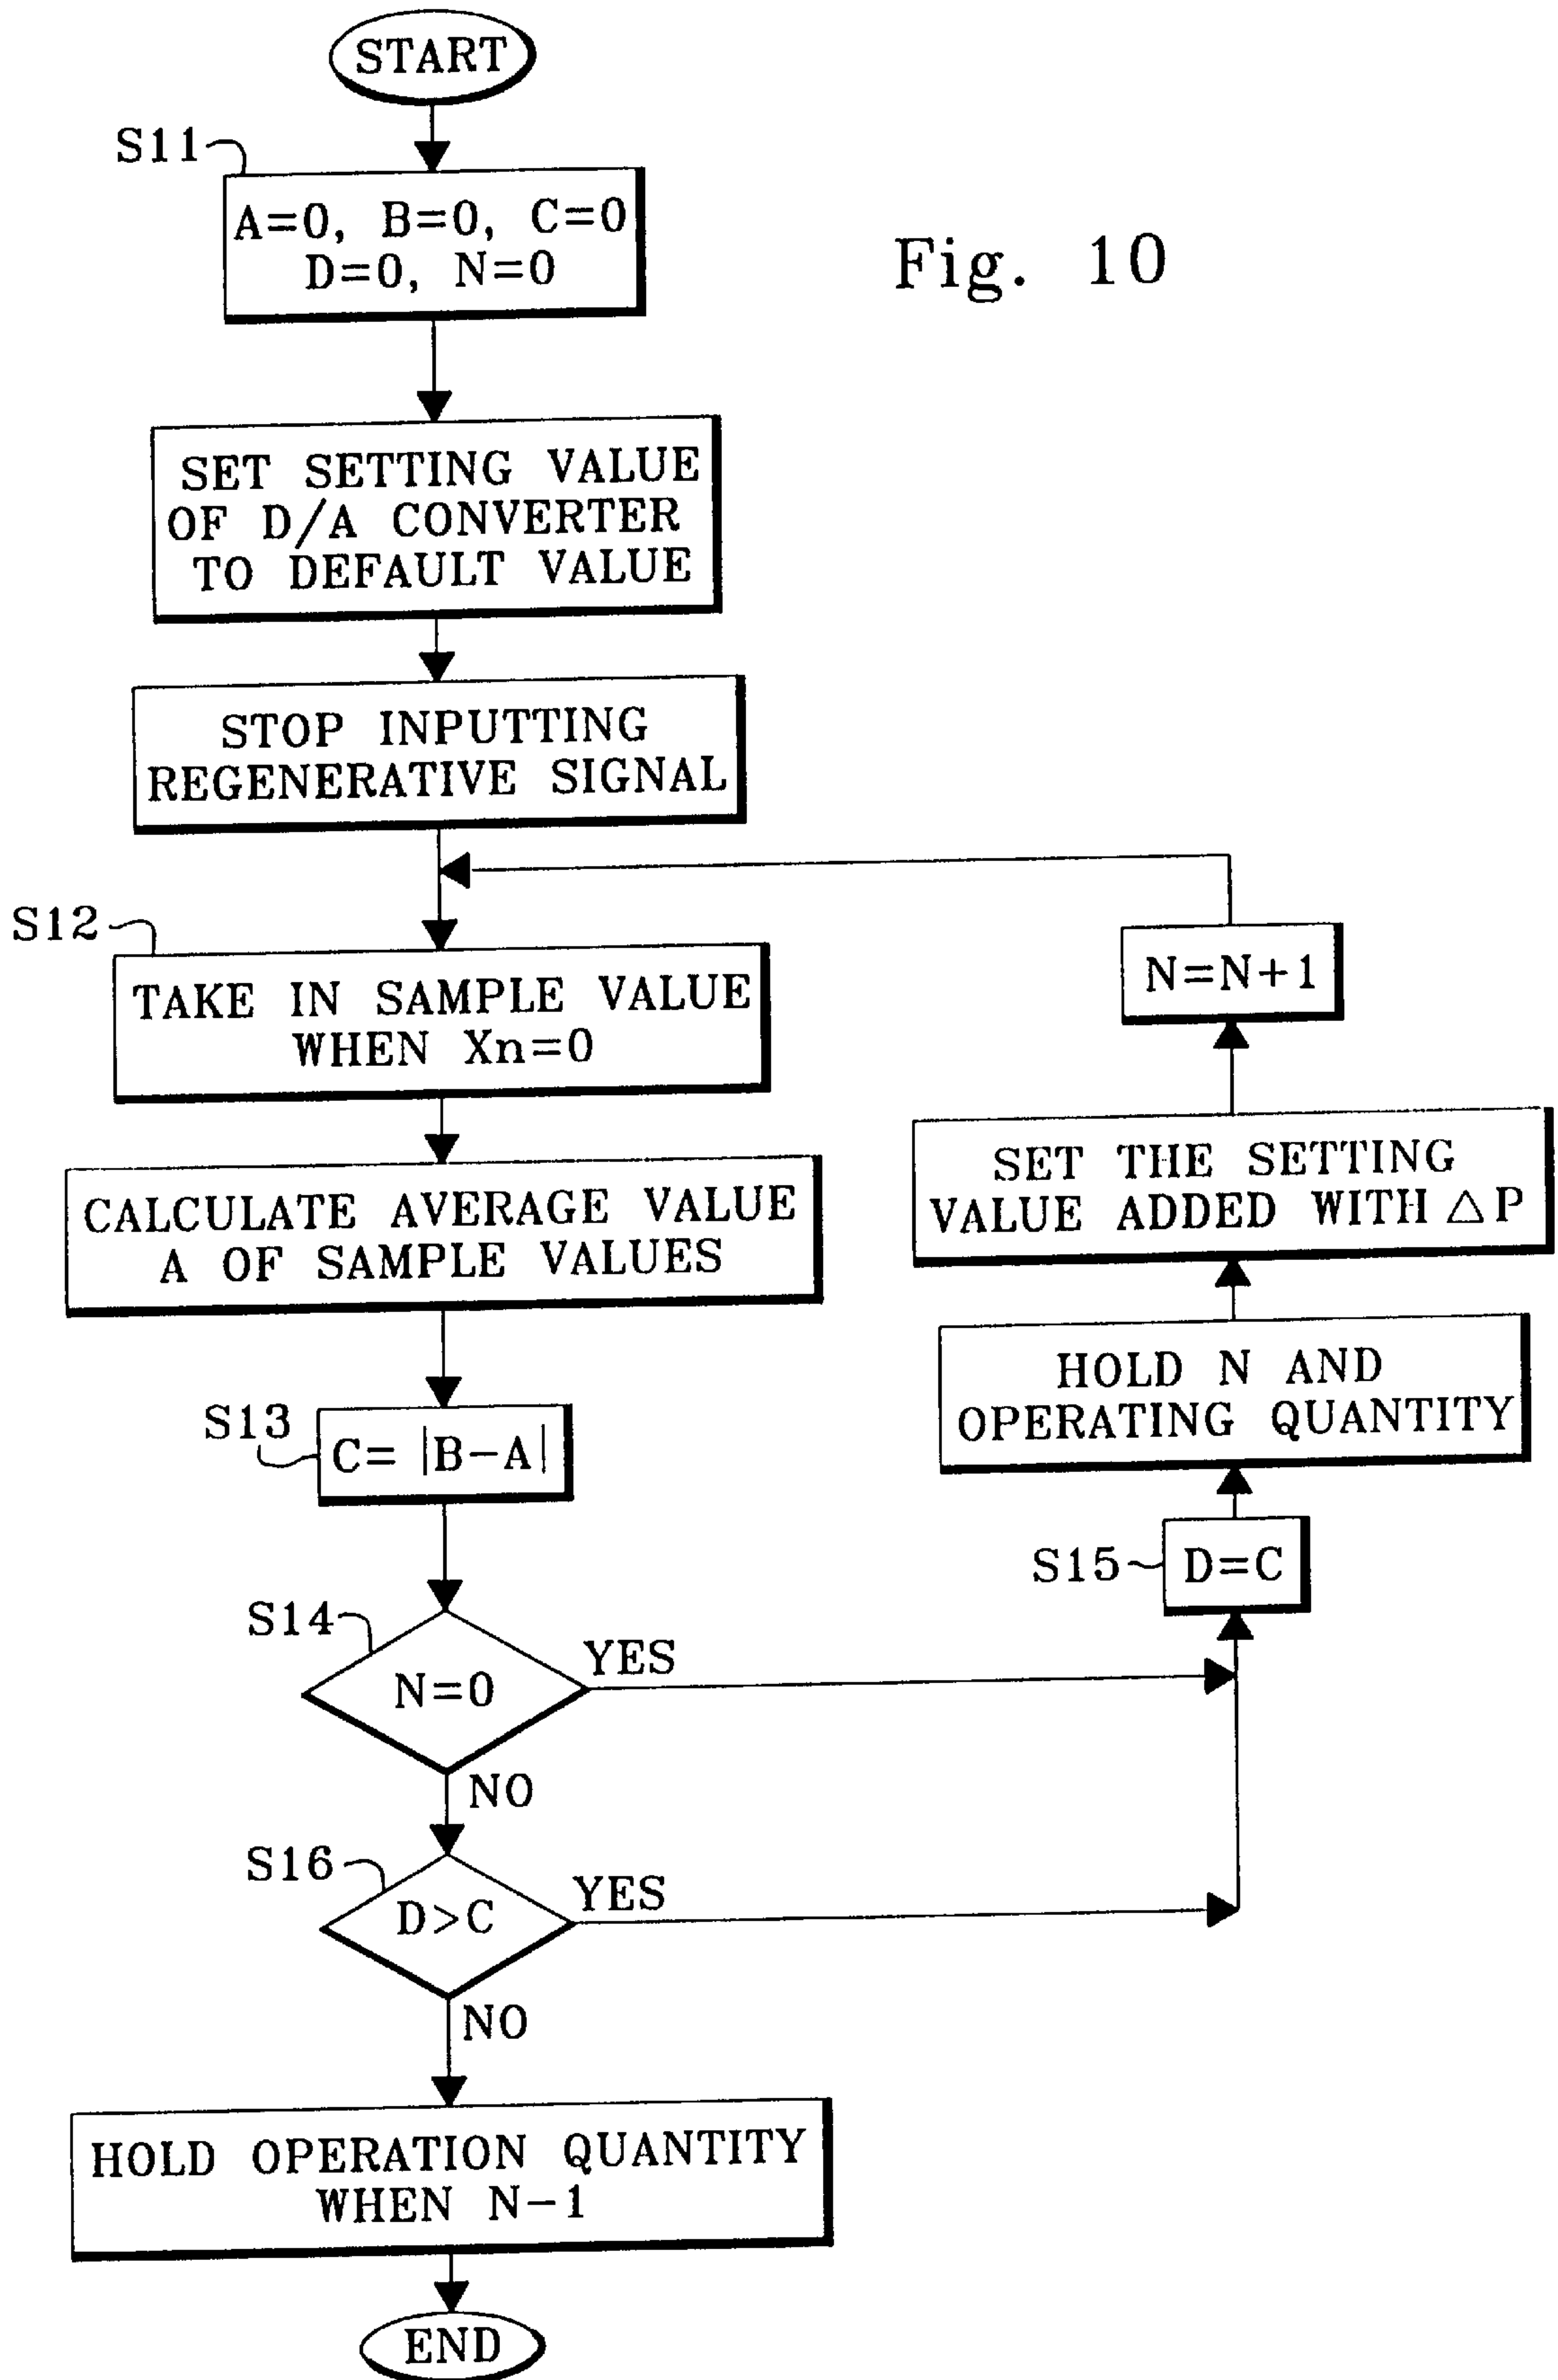 START
S11
A=0, B=0, C=0
D=0, N=0
Fig. 10
SET SETTING VALUE
OF D/A CONVERTER
TO DEFAULT VALUE
STOP INPUTTING
REGENERATIVE SIGNAL
S12
TAKE IN SAMPLE VALUE
WHEN Xn=0
N=N+1
CALCULATE AVERAGE VALUE
A OF SAMPLE VALUES
SET THE SETTING
VALUE ADDED WITH △P
HOLD N AND
OPERATING QUANTITY
S13
C= |B-A|
S15
D=C
S14
N=0
YES
NO
S16
D>C
YES
NO
HOLD OPERATION QUANTITY
WHEN N-1
END